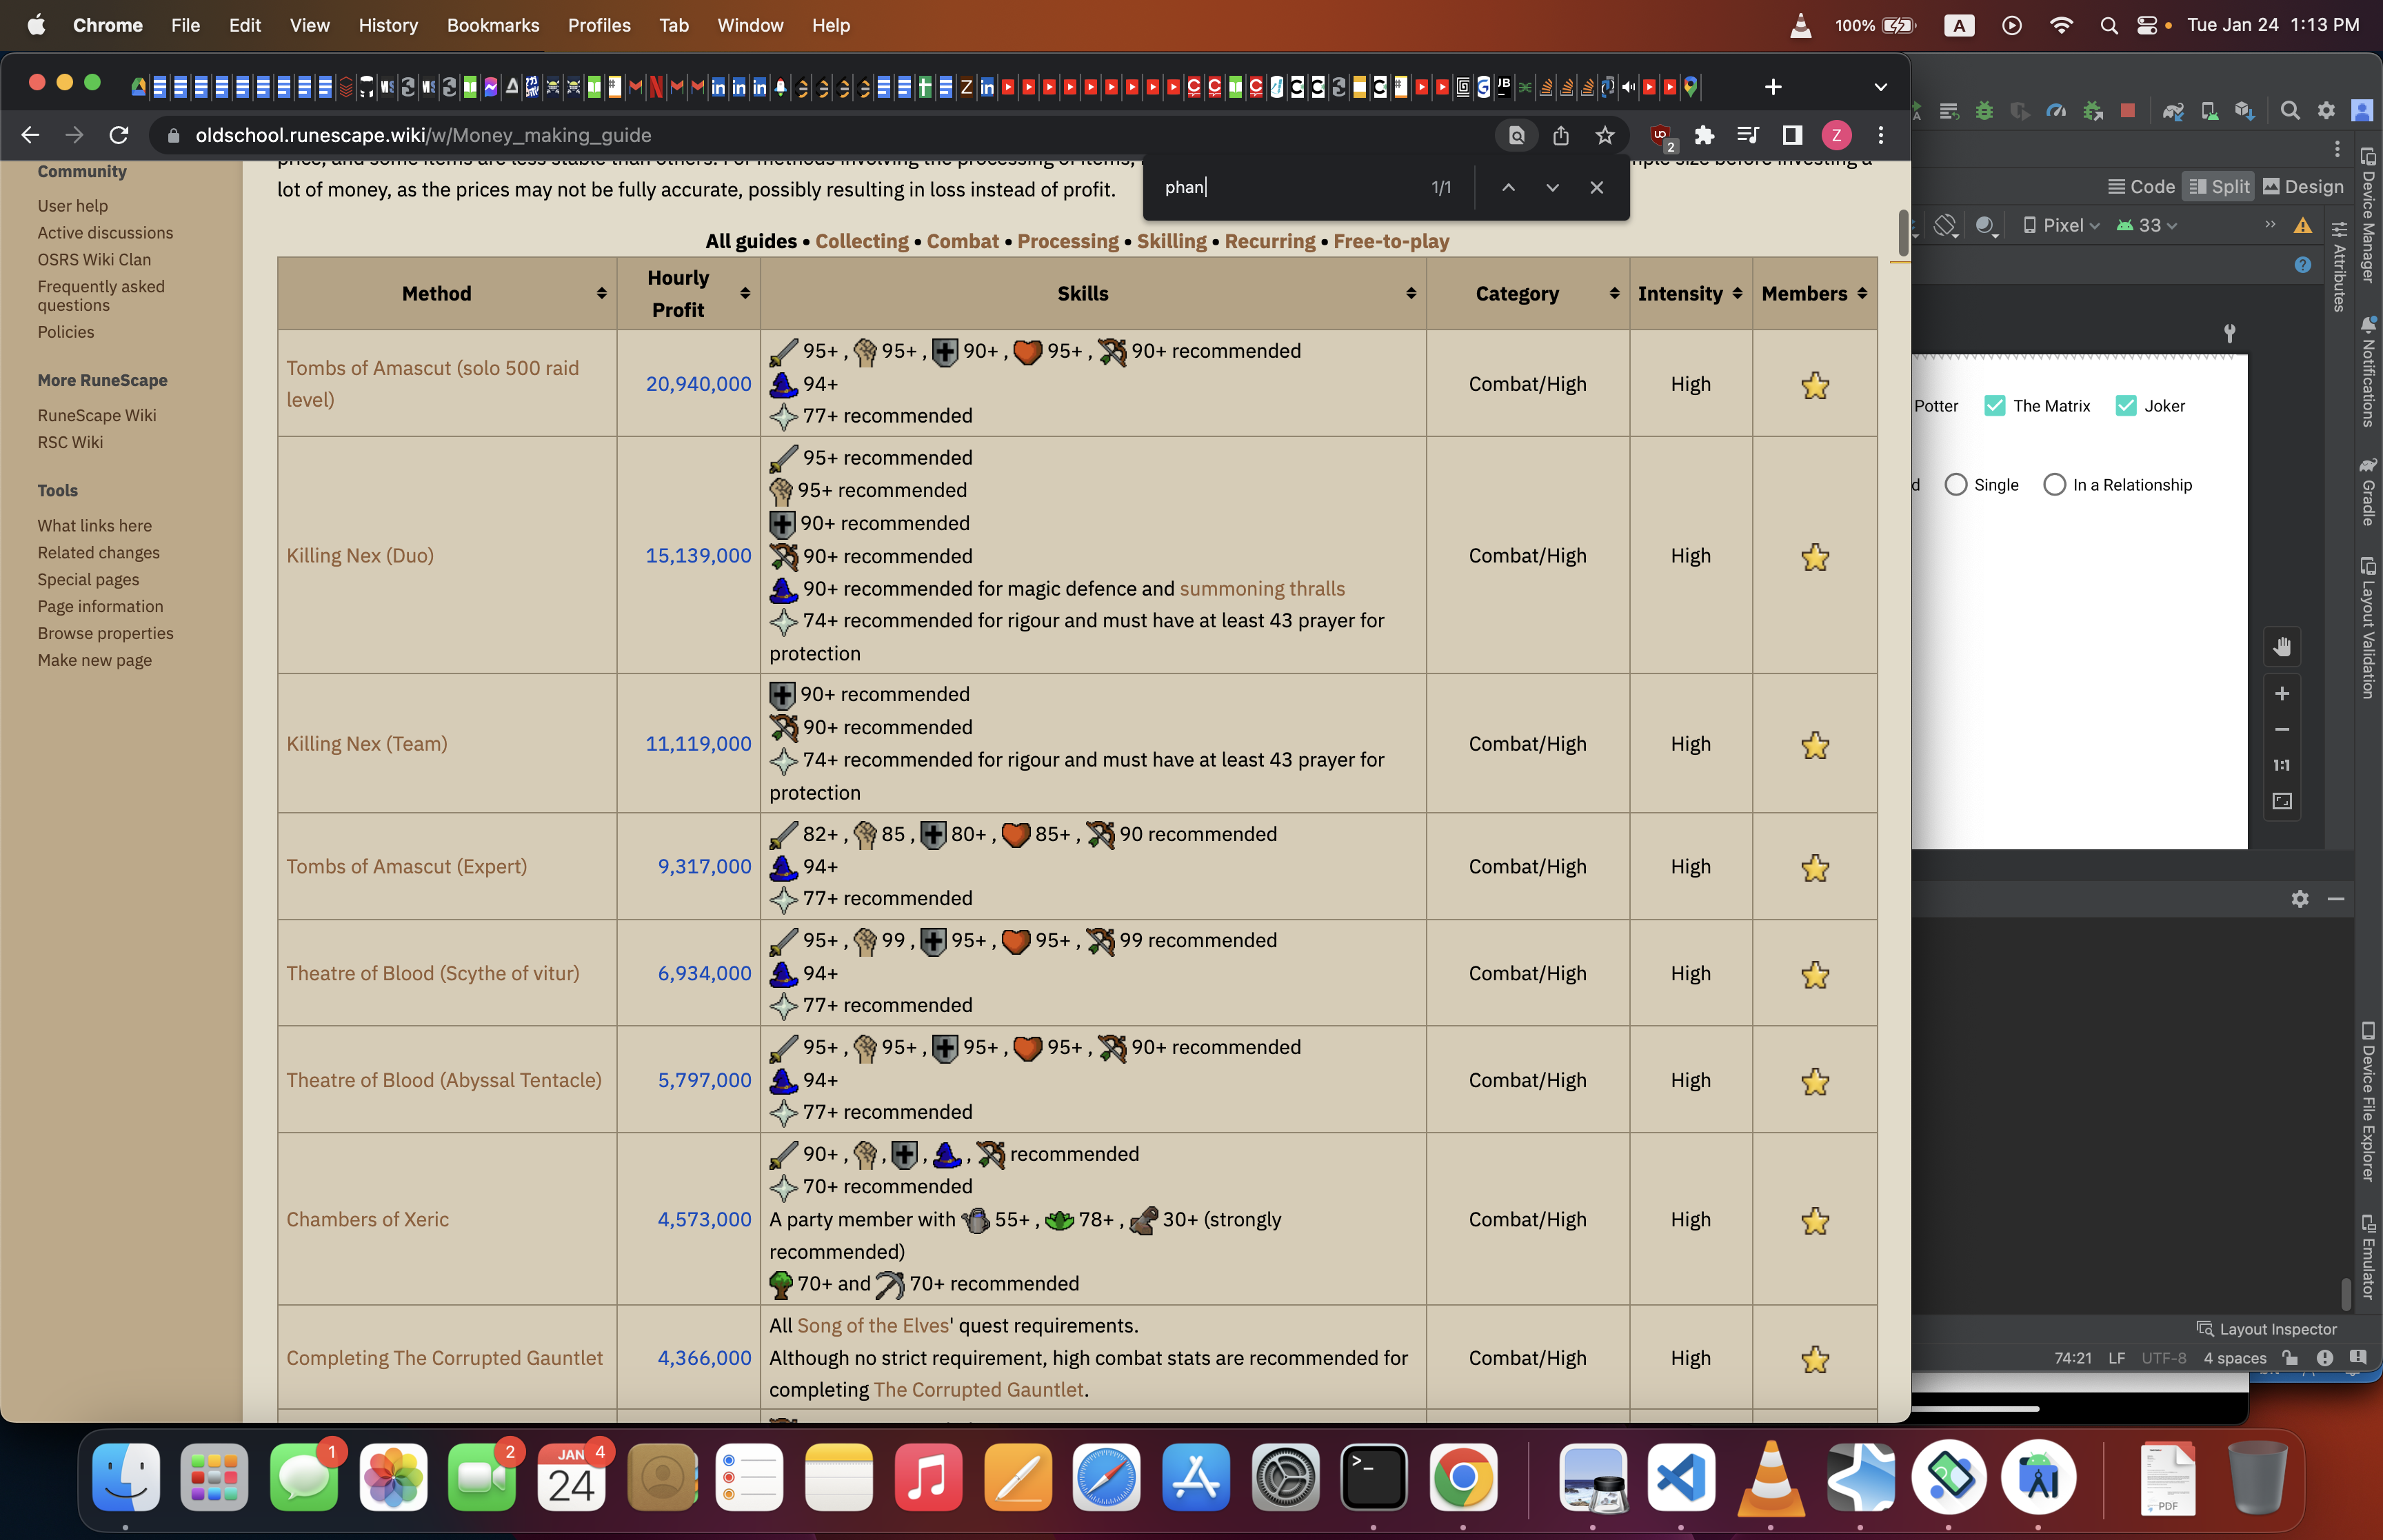 Chrome File Edit View History Bookmarks Profiles Tab Window Help 100% A Tue Jan 24 1:13 PM
oldschool.runescape.wiki/w/Money_making_guide
UD 2 Z
phan 1/1
lot of money, as the prices may not be fully accurate, possibly resulting in loss instead of profit.
Community
User help
Active discussions
OSRS Wiki Clan
Frequently asked
questions
Policies
More RuneScape
RuneScape Wiki
RSC Wiki
Tools
What links here
Related changes
Special pages
Page information
Browse properties
Make new page
All guides • Collecting • Combat • Processing • Skilling • Recurring • Free-to-play
Method Hourly Profit Skills Category Intensity Members
Tombs of Amascut (solo 500 raid level) 20,940,000
95+ , 95+ , 90+ , 95+ , 90+ recommended
94+
77+ recommended
Combat/High High
Killing Nex (Duo) 15,139,000
95+ recommended
95+ recommended
90+ recommended
90+ recommended
90+ recommended for magic defence and summoning thralls
74+ recommended for rigour and must have at least 43 prayer for
protection
Combat/High High
Killing Nex (Team) 11,119,000
90+ recommended
90+ recommended
74+ recommended for rigour and must have at least 43 prayer for
protection
Combat/High High
Tombs of Amascut (Expert) 9,317,000
82+ , 85 , 80+ , 85+ , 90 recommended
94+
77+ recommended
Combat/High High
Theatre of Blood (Scythe of vitur) 6,934,000
95+ , 99 , 95+ , 95+ , 99 recommended
94+
77+ recommended
Combat/High High
Theatre of Blood (Abyssal Tentacle) 5,797,000
95+ , 95+ , 95+ , 95+ , 90+ recommended
94+
77+ recommended
Combat/High High
Chambers of Xeric 4,573,000
90+ , , , , recommended
70+ recommended
A party member with 55+ , 78+ , 30+ (strongly
recommended)
70+ and 70+ recommended
Combat/High High
Completing The Corrupted Gauntlet 4,366,000
All Song of the Elves' quest requirements.
Although no strict requirement, high combat stats are recommended for
completing The Corrupted Gauntlet.
Combat/High High
Code Split Design
Pixel 33
Potter The Matrix Joker
Single In a Relationship
1:1
Device Manager
Attributes
Notifications
Gradle
Layout Validation
Device File Explorer
Emulator
Layout Inspector
74:21 LF UTF-8 4 spaces
1
2
JAN 4
24
PDF